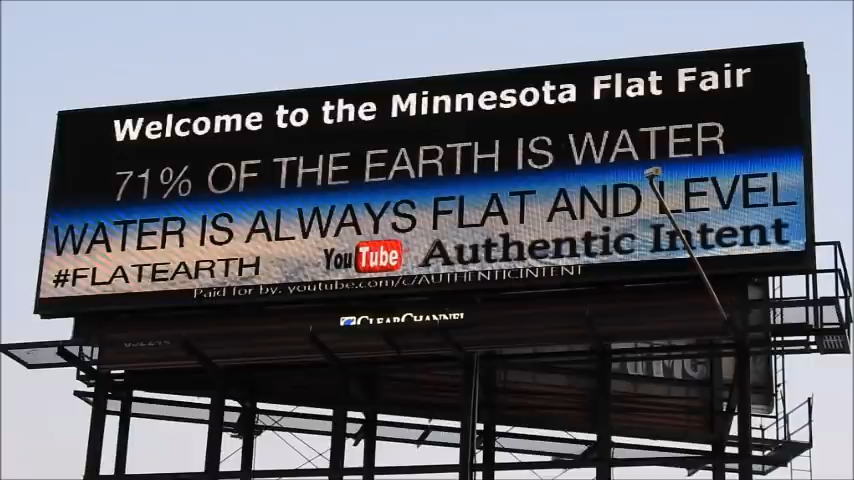 Welcome to the Minnesota Flat Fair
71% OF THE EARTH IS WATER
WATER IS ALWAYS FLAT AND LEVEL
#FLATEARTH YouTube Authentic Intent
Paid for by: youtube.com/c/AUTHENTICINTENT
CLEARCHANNEL